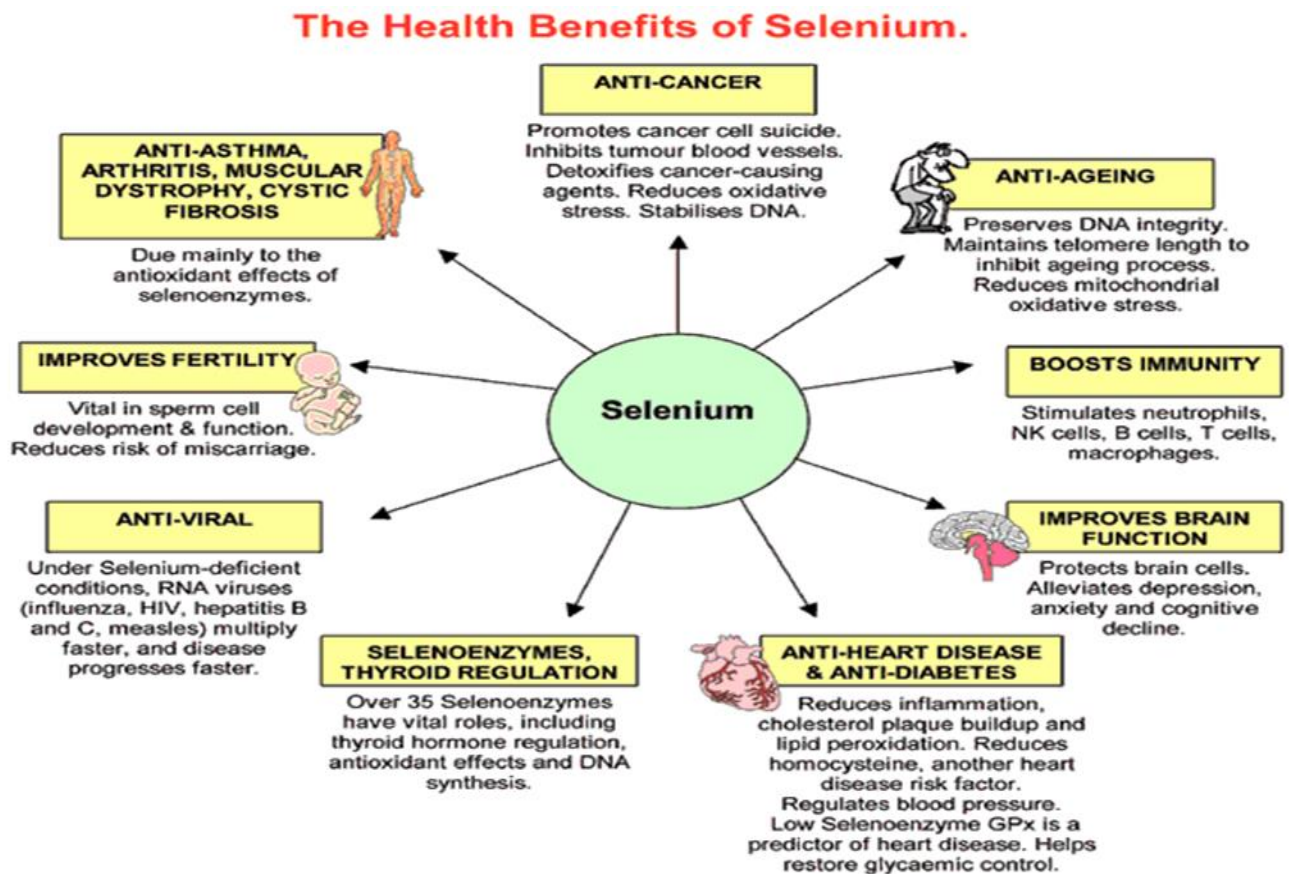 The Health Benefits of Selenium.
ANTI-CANCER
Promotes cancer cell suicide.
Inhibits tumour blood vessels.
Detoxifies cancer-causing
agents. Reduces oxidative
stress. Stabilises DNA.
ANTI-AGEING
Preserves DNA integrity.
Maintains telomere length to
inhibit ageing process.
Reduces mitochondrial
oxidative stress.
BOOSTS IMMUNITY
Stimulates neutrophils,
NK cells, B cells, T cells,
macrophages.
IMPROVES BRAIN
FUNCTION
Protects brain cells.
Alleviates depression,
anxiety and cognitive
decline.
ANTI-HEART DISEASE
& ANTI-DIABETES
Reduces inflammation,
cholesterol plaque buildup and
lipid peroxidation. Reduces
homocysteine, another heart
disease risk factor.
Regulates blood pressure.
Low Selenoenzyme GPx is a
predictor of heart disease. Helps
restore glycaemic control.
SELENOENZYMES,
THYROID REGULATION
Over 35 Selenoenzymes
have vital roles, including
thyroid hormone regulation,
antioxidant effects and DNA
synthesis.
ANTI-VIRAL
Under Selenium-deficient
conditions, RNA viruses
(influenza, HIV, hepatitis B
and C, measles) multiply
faster, and disease
progresses faster.
IMPROVES FERTILITY
Vital in sperm cell
development & function.
Reduces risk of miscarriage.
ANTI-ASTHMA,
ARTHRITIS, MUSCULAR
DYSTROPHY, CYSTIC
FIBROSIS
Due mainly to the
antioxidant effects of
selenoenzymes.
Selenium